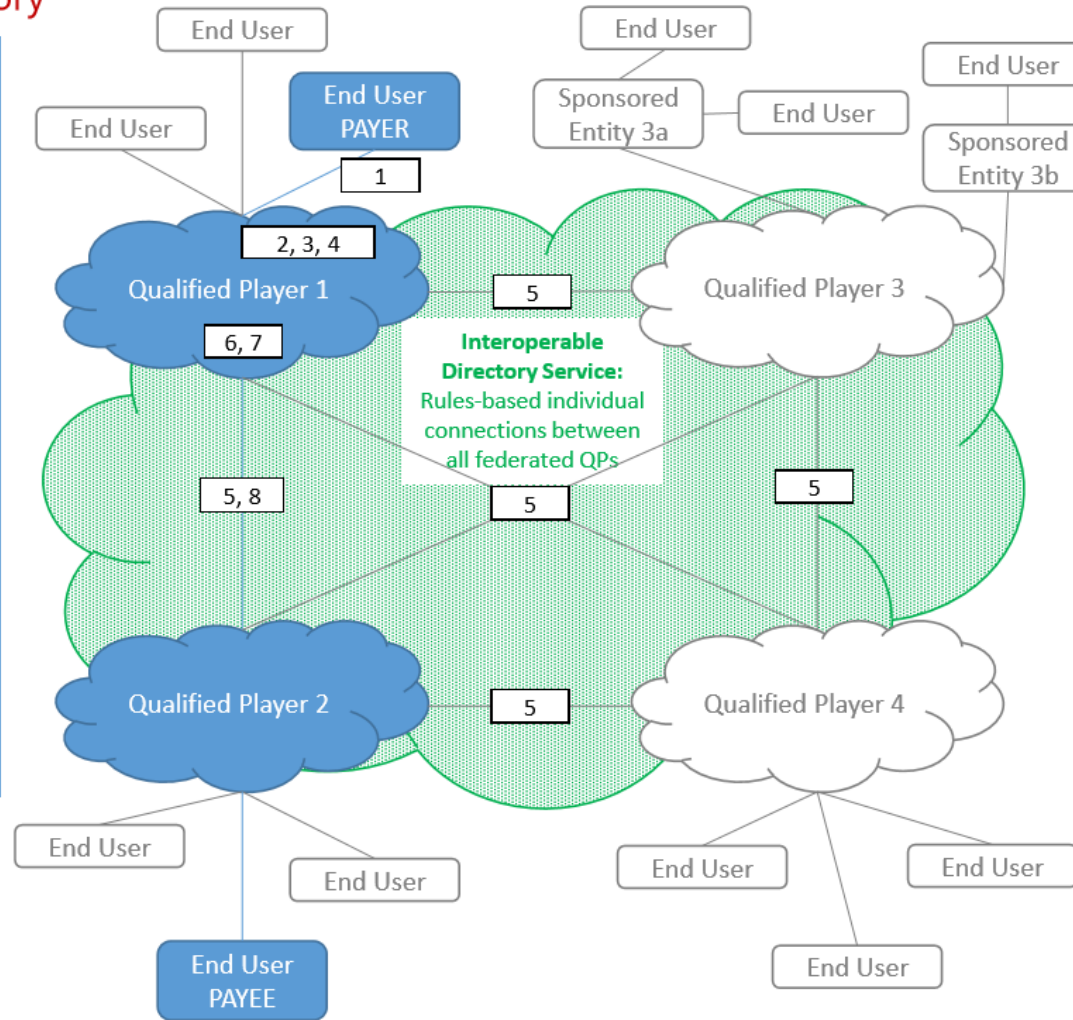 ory
End User
End User
End User
PAYER
End User
End User
Sponsored
Entity 3a
End User
End User
Sponsored
Entity 3b
1
2, 3, 4
Qualified Player 1
5
Qualified Player 3
6, 7
Interoperable
Directory Service:
Rules-based individual
connections between
all federated QPs
5, 8
5
5
Qualified Player 2
5
Qualified Player 4
End User
End User
End User
End User
End User
End User
PAYEE